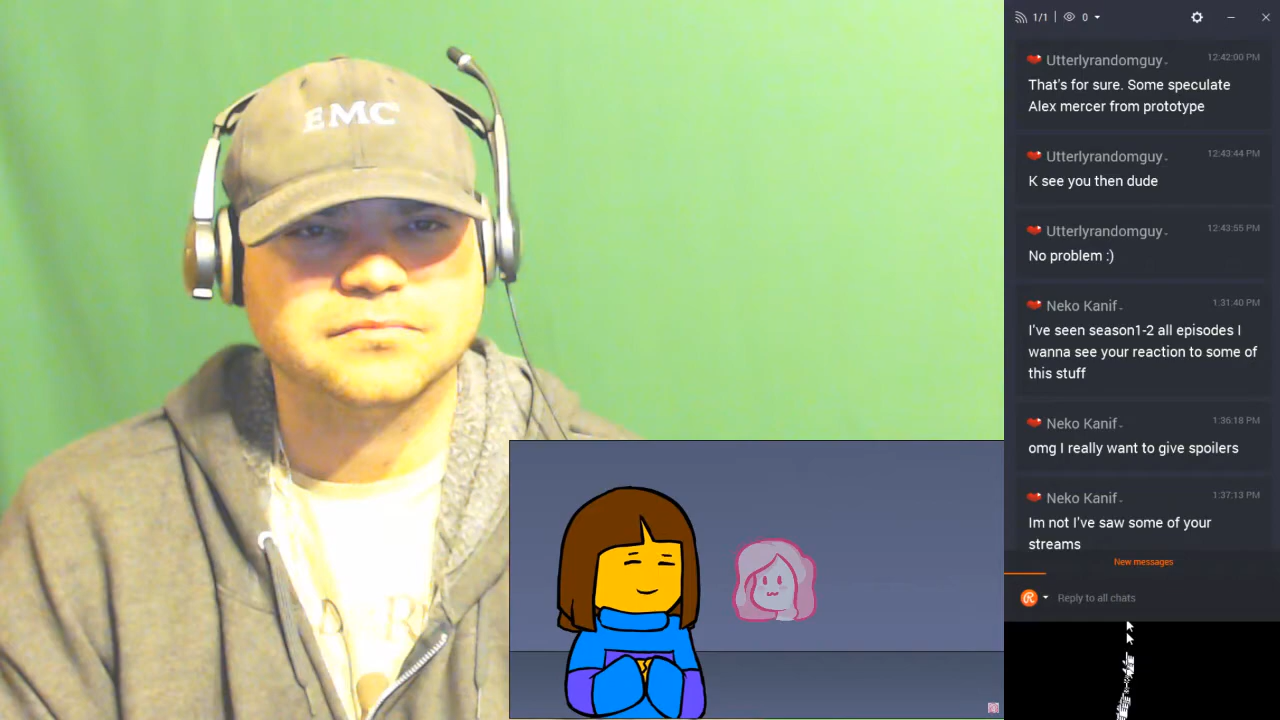 EMC
1/1 0
Utterlyrandomguy
12:42:00 PM
That's for sure. Some speculate
Alex mercer from prototype
Utterlyrandomguy
12:43:44 PM
K see you then dude
Utterlyrandomguy
12:43:55 PM
No problem :)
Neko Kanif
1:31:40 PM
I've seen season1-2 all episodes I
wanna see your reaction to some of
this stuff
Neko Kanif
1:36:18 PM
omg I really want to give spoilers
Neko Kanif
1:37:13 PM
Im not I've saw some of your
streams
New messages
R
Reply to all chats